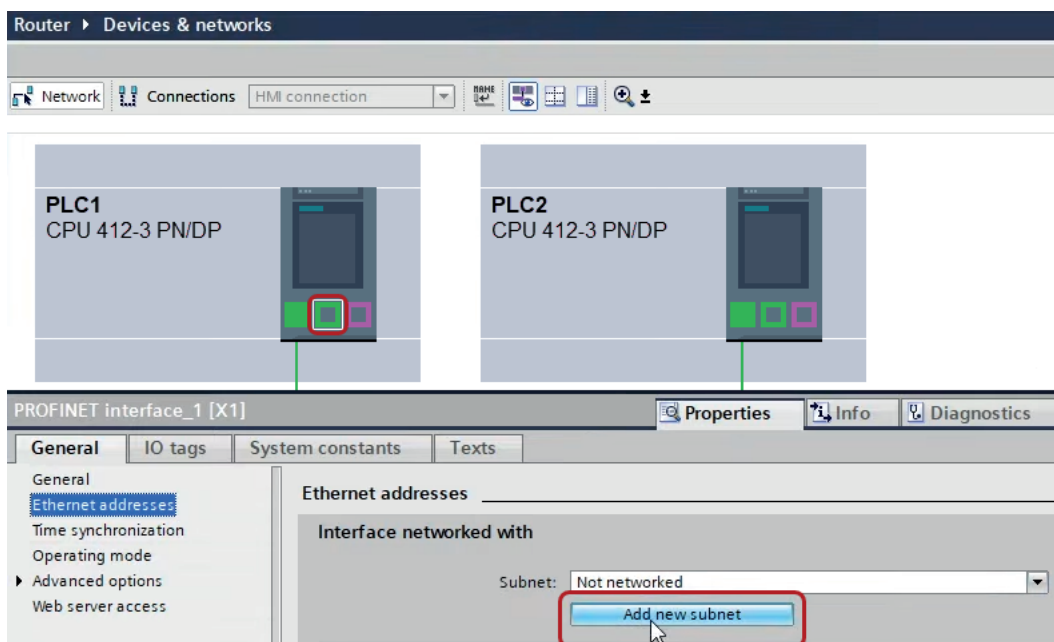 Router ▸ Devices & networks
Network Connections HMI connection
PLC1
CPU 412-3 PN/DP
PLC2
CPU 412-3 PN/DP
PROFINET interface_1 [X1]
Properties Info Diagnostics
General IO tags System constants Texts
General
Ethernet addresses
Time synchronization
Operating mode
Advanced options
Web server access
Ethernet addresses
Interface networked with
Subnet: Not networked
Add new subnet